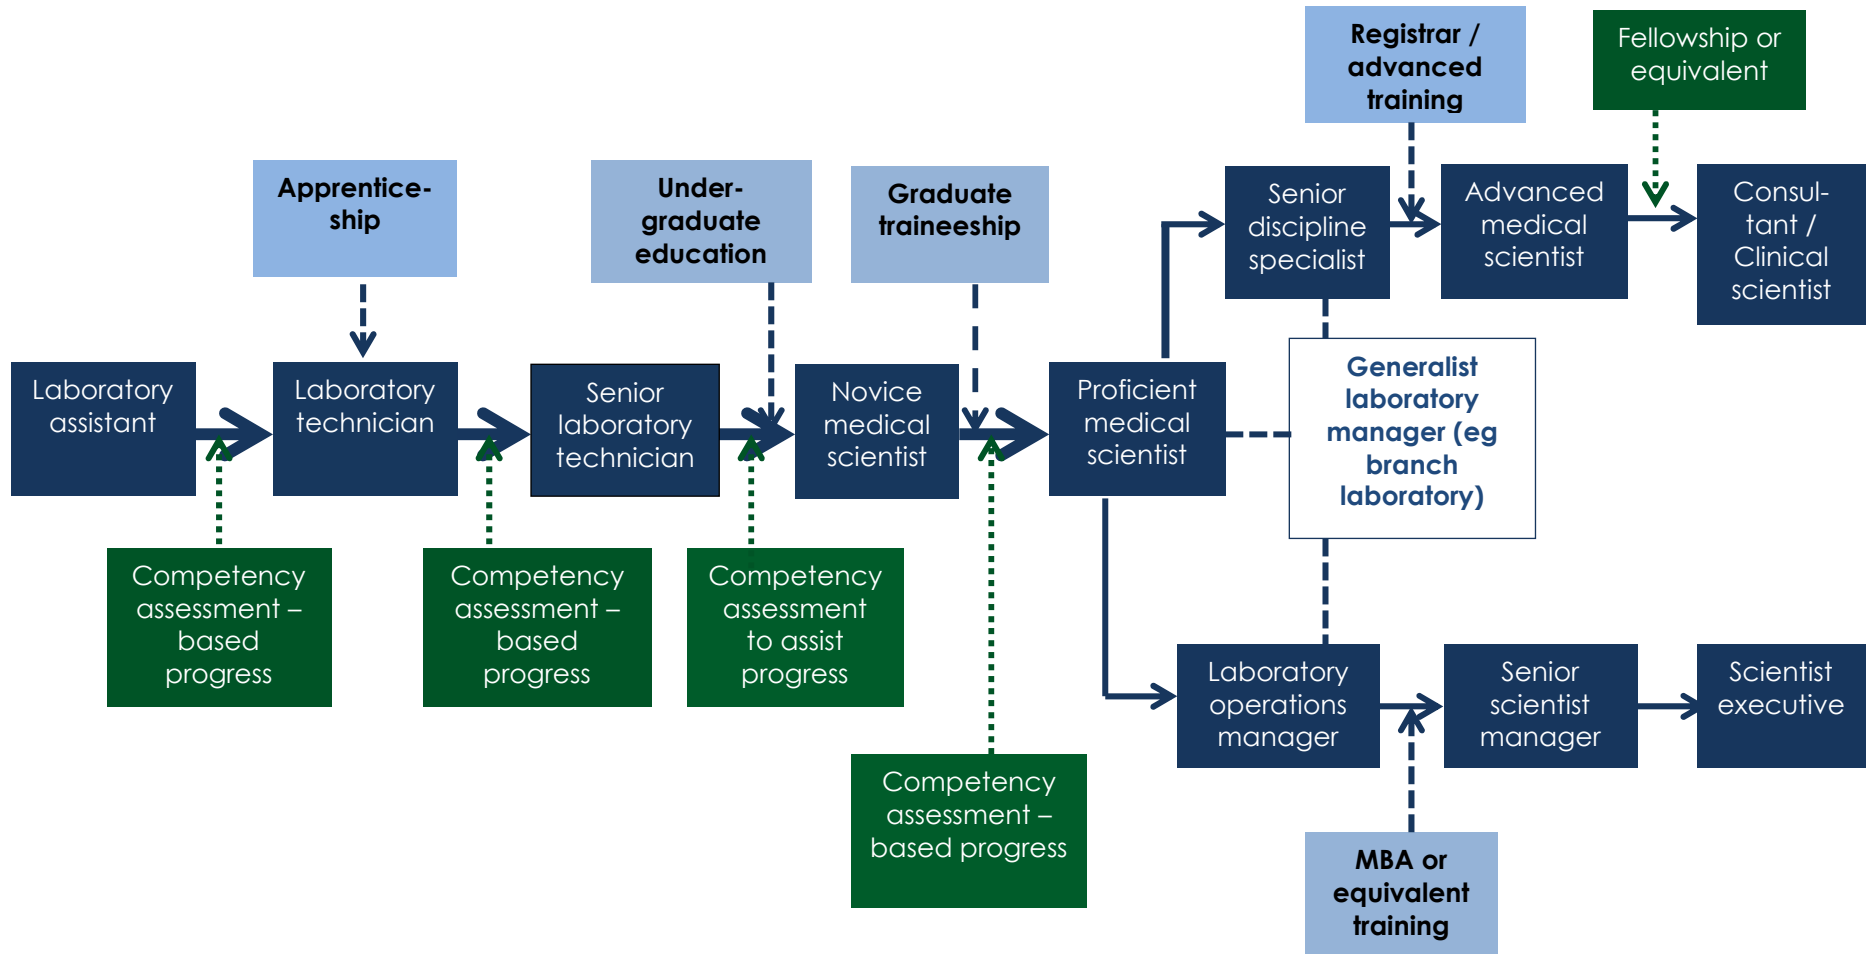 Registrar /
advanced
training
Fellowship or
equivalent
Apprentice-
ship
Under-
graduate
education
Graduate
traineeship
Senior
discipline
specialist
Advanced
medical
scientist
Consul-
tant /
Clinical
scientist
Laboratory
assistant
Laboratory
technician
Senior
laboratory
technician
Novice
medical
scientist
Proficient
medical
scientist
Generalist
laboratory
manager (eg
branch
laboratory)
Competency
assessment –
based
progress
Competency
assessment –
based
progress
Competency
assessment
to assist
progress
Competency
assessment –
based progress
Laboratory
operations
manager
Senior
scientist
manager
Scientist
executive
MBA or
equivalent
training